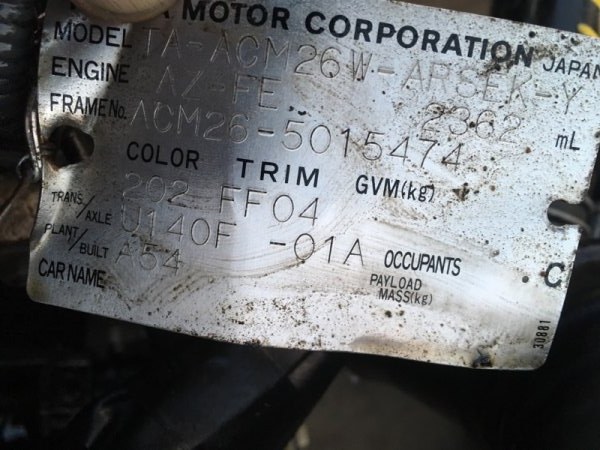 A MOTOR CORPORATION JAPAN
MODEL TA-ACM26W-ARSEK-Y
ENGINE AZ-FE 2362 mL
FRAME No. ACM26-5015474
COLOR TRIM GVM(kg)
202 FF04
TRANS./AXLE U140F -01A OCCUPANTS
PLANT/BUILT A54 PAYLOAD MASS(kg)
CAR NAME
C
30881